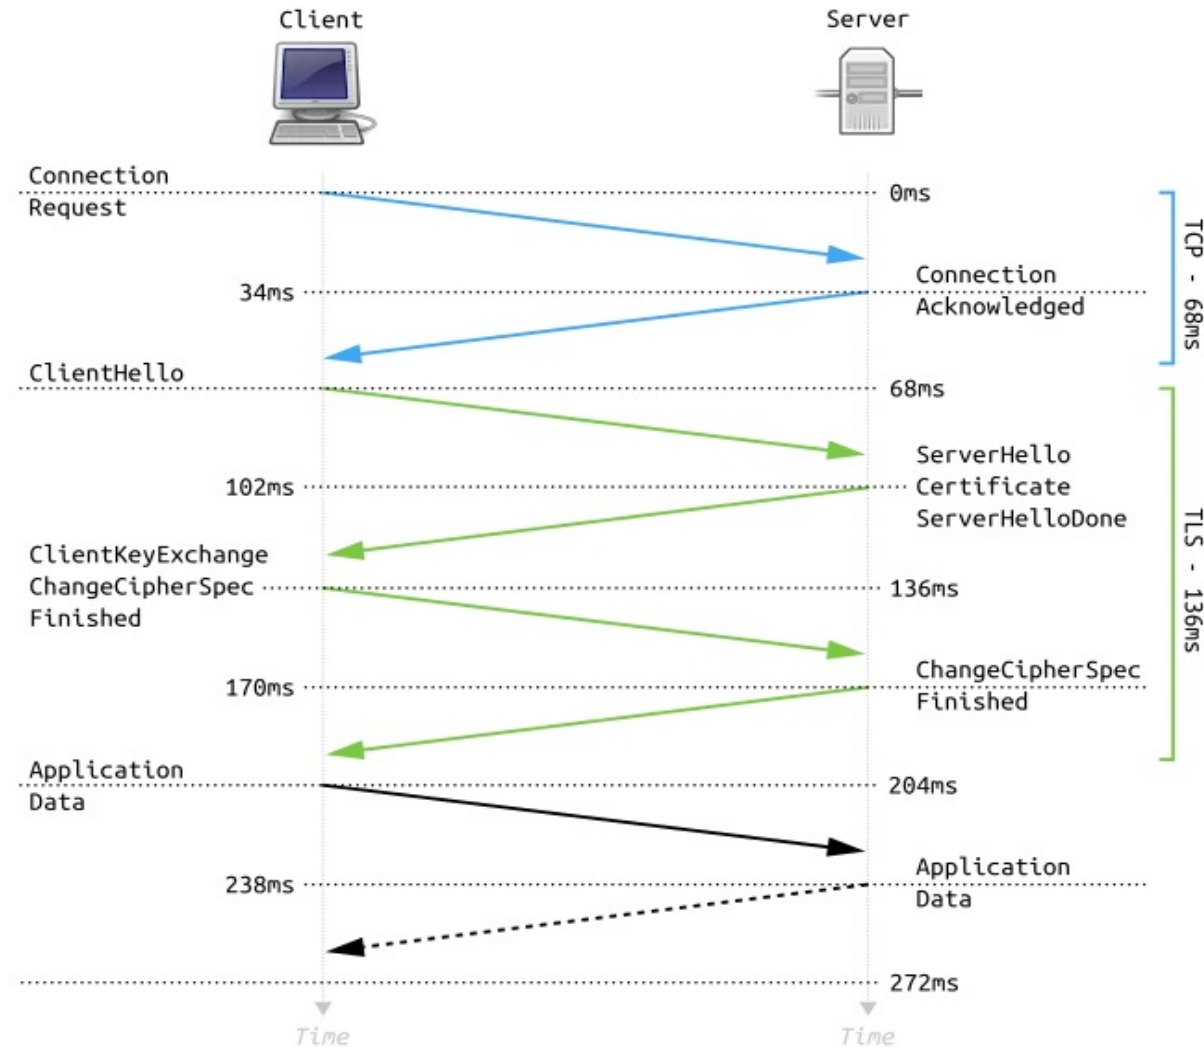 Client
Server
Connection
Request
0ms
34ms
Connection
Acknowledged
TCP - 68ms
ClientHello
68ms
102ms
ServerHello
Certificate
ServerHelloDone
ClientKeyExchange
ChangeCipherSpec
Finished
136ms
TLS - 136ms
170ms
ChangeCipherSpec
Finished
Application
Data
204ms
238ms
Application
Data
272ms
Time
Time